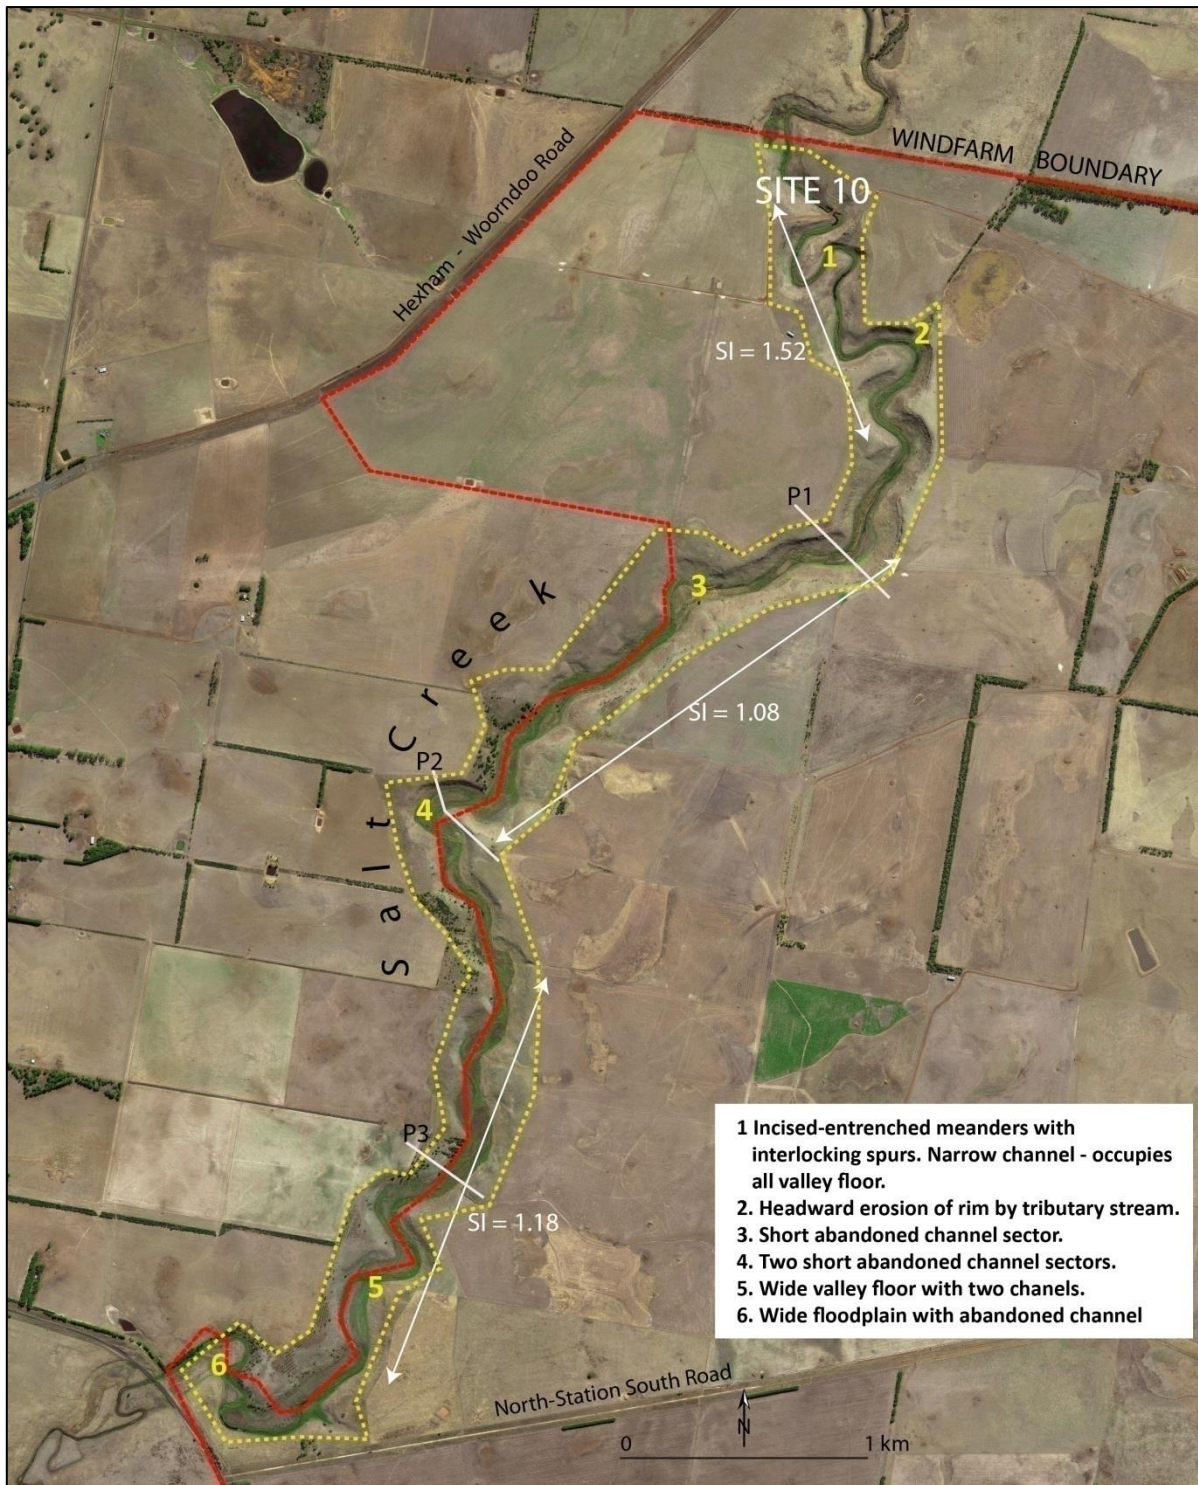 WINDFARM BOUNDARY
SITE 10
Hexham - Woorndoo Road
1
2
SI = 1.52
P1
3
Salt Creek
SI = 1.08
P2
4
P3
SI = 1.18
5
6
1 Incised-entrenched meanders with
interlocking spurs. Narrow channel - occupies
all valley floor.
2. Headward erosion of rim by tributary stream.
3. Short abandoned channel sector.
4. Two short abandoned channel sectors.
5. Wide valley floor with two chanels.
6. Wide floodplain with abandoned channel
North-Station South Road
N
0 1 km